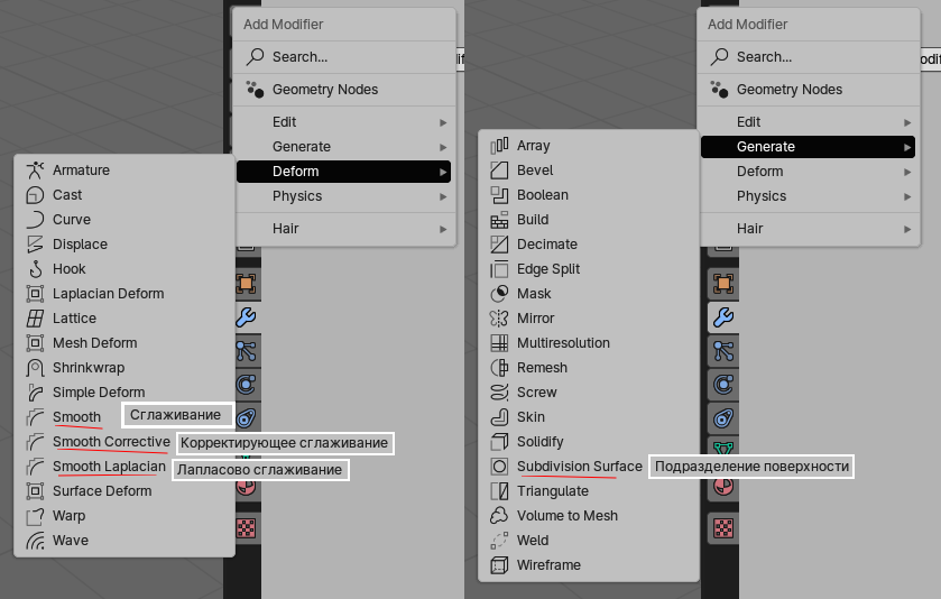 Add Modifier
Search...
Geometry Nodes
Edit
Generate
Deform
Physics
Hair
Armature
Cast
Curve
Displace
Hook
Laplacian Deform
Lattice
Mesh Deform
Shrinkwrap
Simple Deform
Smooth Сглаживание
Smooth Corrective Корректирующее сглаживание
Smooth Laplacian Лапласово сглаживание
Surface Deform
Warp
Wave
Add Modifier
Search...
Geometry Nodes
Edit
Generate
Deform
Physics
Hair
Array
Bevel
Boolean
Build
Decimate
Edge Split
Mask
Mirror
Multiresolution
Remesh
Screw
Skin
Solidify
Subdivision Surface Подразделение поверхности
Triangulate
Volume to Mesh
Weld
Wireframe